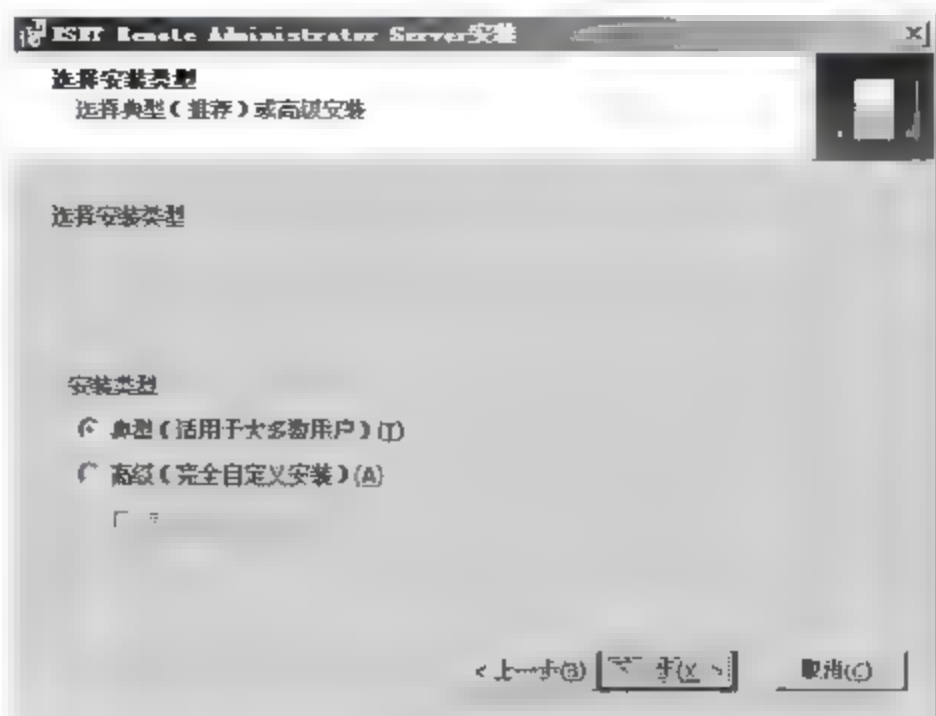 ESET Remote Administrator Server安装
选择安装类型
选择典型(推荐)或高级安装
选择安装类型
安装类型
典型(适用于大多数用户)(T)
高级(完全自定义安装)(A)
<上一步(B)
下一步(X >
取消(C)